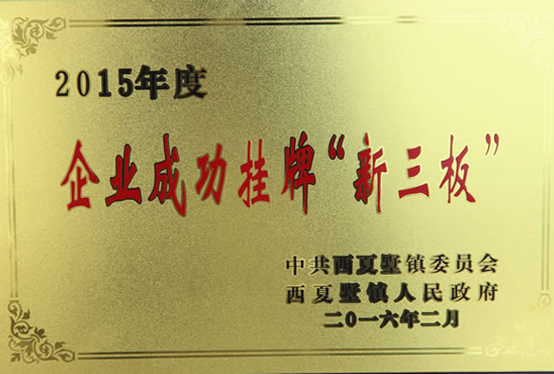 2015年度
企业成功挂牌“新三板”
中共西夏墅镇委员会
西夏墅镇人民政府
二〇一六年二月